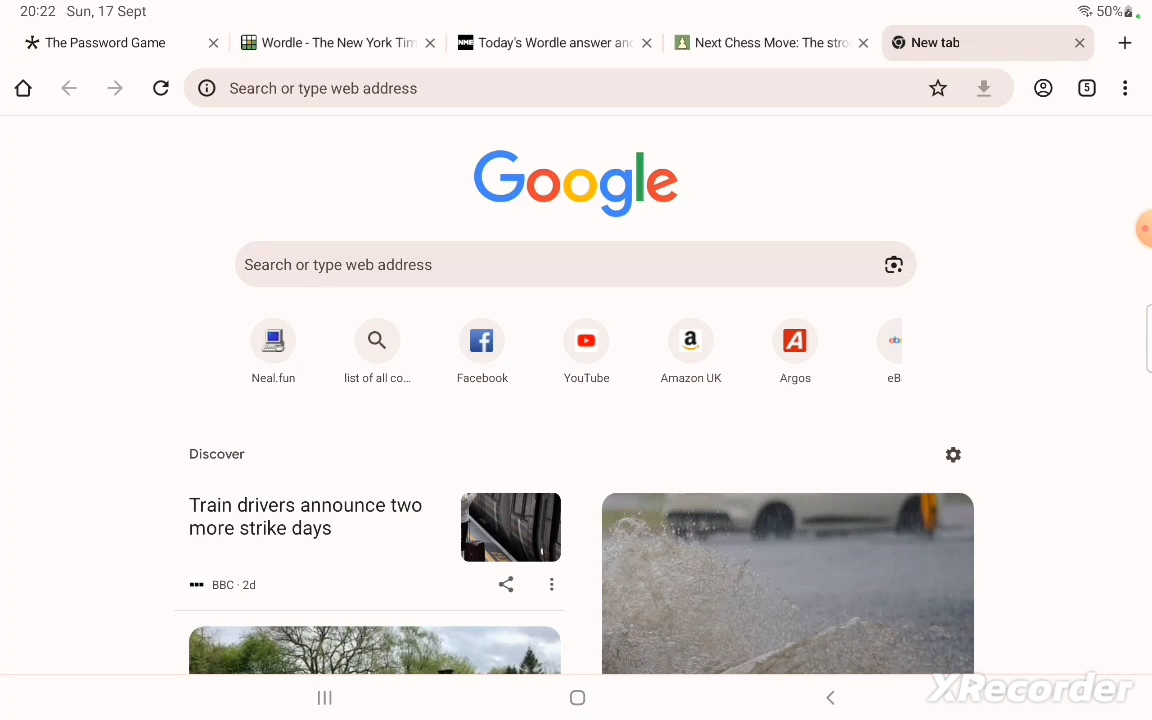 20:22 Sun, 17 Sept 50%
The Password Game Wordle - The New York Tim NME Today's Wordle answer and Next Chess Move: The stro New tab
Search or type web address 5
Google
Search or type web address
Neal.fun list of all co... Facebook YouTube Amazon UK Argos eB
Discover
Train drivers announce two
more strike days
BBC · 2d
XRecorder